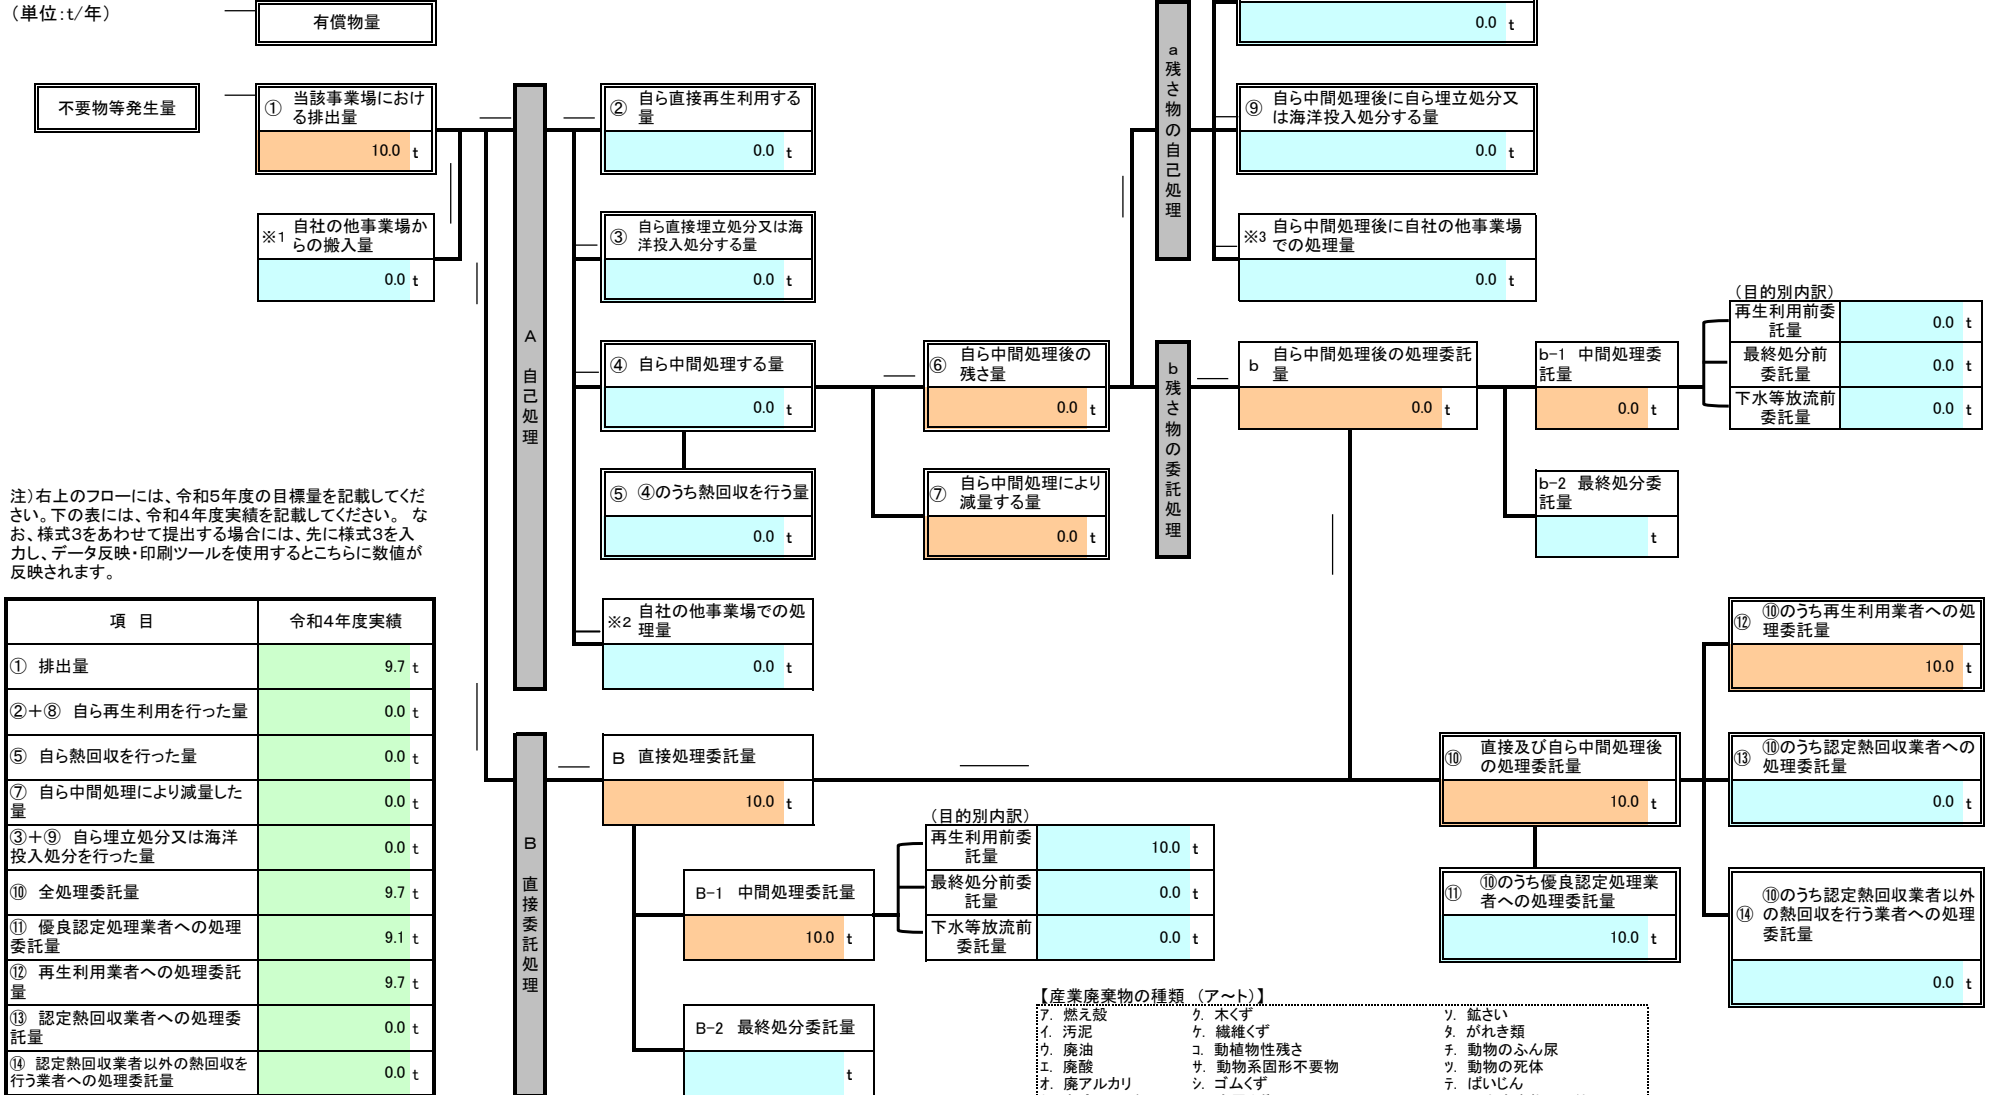 (単位:t/年)
有償物量
不要物等発生量
① 当該事業場におけ
る排出量
10.0 t
※1 自社の他事業場か
らの搬入量
0.0 t
A 自己処理
② 自ら直接再生利用する
量
0.0 t
③ 自ら直接埋立処分又は海
洋投入処分する量
0.0 t
④ 自ら中間処理する量
0.0 t
⑤ ④のうち熱回収を行う量
0.0 t
※2 自社の他事業場での処
理量
0.0 t
⑥ 自ら中間処理後の
残さ量
0.0 t
⑦ 自ら中間処理により
減量する量
0.0 t
a 残さ物の自己処理
0.0 t
⑨ 自ら中間処理後に自ら埋立処分又
は海洋投入処分する量
0.0 t
※3 自ら中間処理後に自社の他事業場
での処理量
0.0 t
b 残さ物の委託処理
b 自ら中間処理後の処理委託
量
0.0 t
b-1 中間処理委
託量
0.0 t
(目的別内訳)
再生利用前委
託量
0.0 t
最終処分前
委託量
0.0 t
下水等放流前
委託量
0.0 t
b-2 最終処分委
託量
t
注)右上のフローには、令和5年度の目標量を記載してくだ
さい。下の表には、令和4年度実績を記載してください。 な
お、様式3をあわせて提出する場合には、先に様式3を入
力し、データ反映・印刷ツールを使用するとこちらに数値が
反映されます。
項 目 令和4年度実績
① 排出量 9.7 t
②+⑧ 自ら再生利用を行った量 0.0 t
⑤ 自ら熱回収を行った量 0.0 t
⑦ 自ら中間処理により減量した
量 0.0 t
③+⑨ 自ら埋立処分又は海洋
投入処分を行った量 0.0 t
⑩ 全処理委託量 9.7 t
⑪ 優良認定処理業者への処理
委託量 9.1 t
⑫ 再生利用業者への処理委託
量 9.7 t
⑬ 認定熱回収業者への処理委
託量 0.0 t
⑭ 認定熱回収業者以外の熱回収を
行う業者への処理委託量 0.0 t
B 直接委託処理
B 直接処理委託量
10.0 t
B-1 中間処理委託量
10.0 t
(目的別内訳)
再生利用前委
託量
10.0 t
最終処分前委
託量
0.0 t
下水等放流前
委託量
0.0 t
B-2 最終処分委託量
t
⑩ 直接及び自ら中間処理後
の処理委託量
10.0 t
⑪ ⑩のうち優良認定処理業
者への処理委託量
10.0 t
⑫ ⑩のうち再生利用業者への処
理委託量
10.0 t
⑬ ⑩のうち認定熱回収業者への
処理委託量
0.0 t
⑭ ⑩のうち認定熱回収業者以外
の熱回収を行う業者への処理
委託量
0.0 t
【産業廃棄物の種類 (ア~ト)】
ア. 燃え殻 ク. 木くず ソ. 鉱さい
イ. 汚泥 ケ. 繊維くず タ. がれき類
ウ. 廃油 コ. 動植物性残さ チ. 動物のふん尿
エ. 廃酸 サ. 動物系固形不要物 ツ. 動物の死体
オ. 廃アルカリ シ. ゴムくず テ. ばいじん